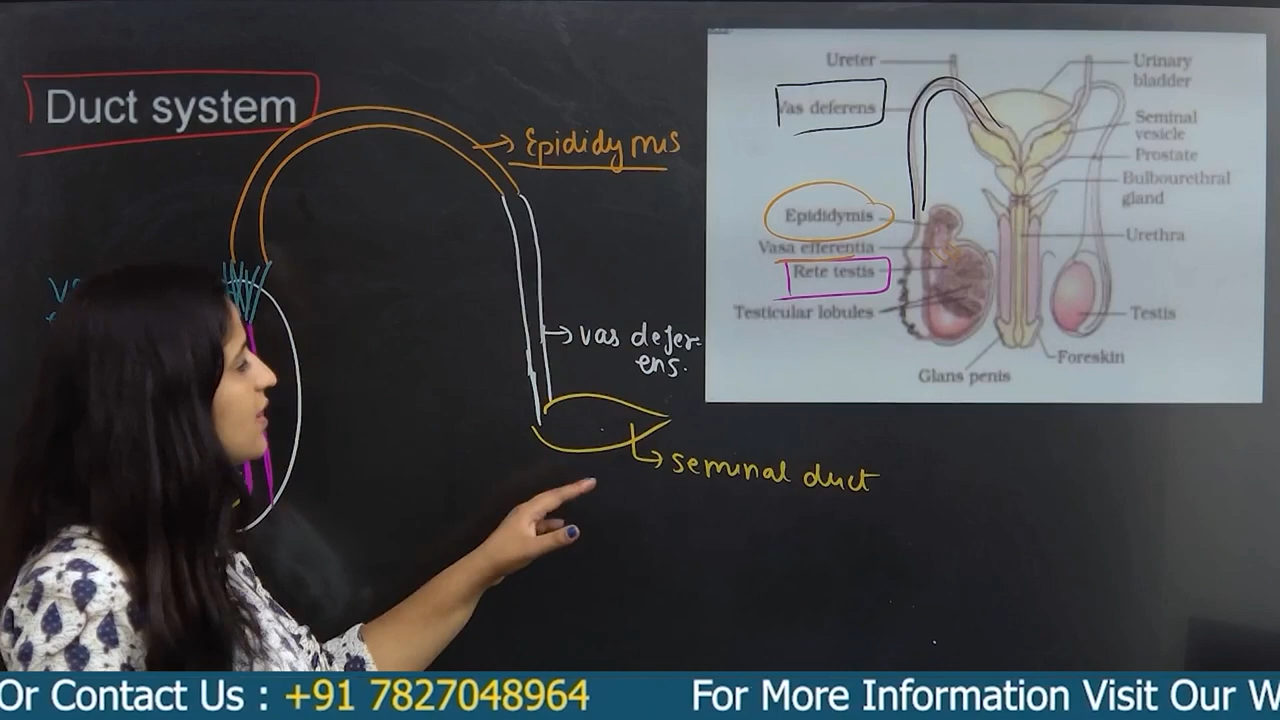 Duct system
Epididymis
vas defer-
ens.
seminal duct
Ureter
Vas deferens
Epididymis
Vasa efferentia
Rete testis
Testicular lobules
Glans penis
Urinary
bladder
Seminal
vesicle
Prostate
Bulbourethral
gland
Urethra
Testis
Foreskin
Or Contact Us : +91 7827048964
For More Information Visit Our W